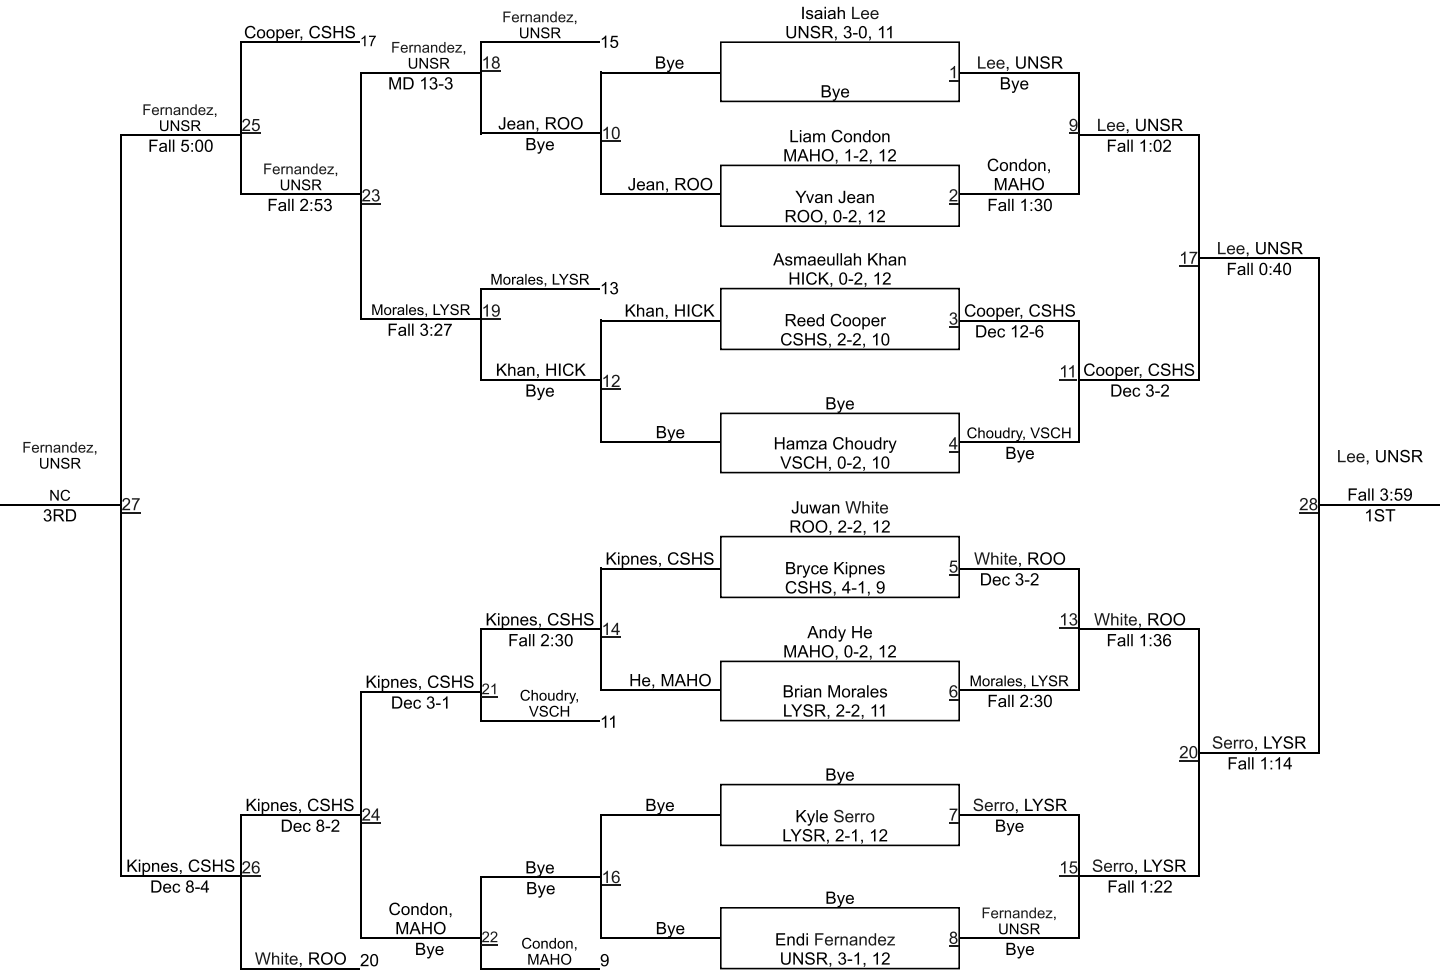 Isaiah Lee
UNSR, 3-0, 11
Bye
1
Liam Condon
MAHO, 1-2, 12
Yvan Jean
ROO, 0-2, 12
2
Asmaeullah Khan
HICK, 0-2, 12
Reed Cooper
CSHS, 2-2, 10
3
Bye
Hamza Choudry
VSCH, 0-2, 10
4
Juwan White
ROO, 2-2, 12
Bryce Kipnes
CSHS, 4-1, 9
5
Andy He
MAHO, 0-2, 12
Brian Morales
LYSR, 2-2, 11
6
Bye
Kyle Serro
LYSR, 2-1, 12
7
Bye
Endi Fernandez
UNSR, 3-1, 12
8
Lee, UNSR
Bye
9
Condon,
MAHO
Fall 1:30
Cooper, CSHS
Dec 12-6
11
Choudry, VSCH
Bye
White, ROO
Dec 3-2
13
Morales, LYSR
Fall 2:30
Serro, LYSR
Bye
15
Fernandez,
UNSR
Bye
Lee, UNSR
Fall 1:02
17
Cooper, CSHS
Dec 3-2
White, ROO
Fall 1:36
20
Serro, LYSR
Fall 1:22
Lee, UNSR
Fall 0:40
28
Serro, LYSR
Fall 1:14
Lee, UNSR
Fall 3:59
1ST
Bye
10
Jean, ROO
Khan, HICK
12
Bye
Kipnes, CSHS
14
He, MAHO
Bye
16
Bye
Fernandez,
UNSR
15
18
Jean, ROO
Bye
Morales, LYSR
13
19
Khan, HICK
Bye
Kipnes, CSHS
Fall 2:30
21
Choudry,
VSCH
11
Bye
Bye
22
Condon,
MAHO
9
Fernandez,
UNSR
MD 13-3
23
Morales, LYSR
Fall 3:27
Kipnes, CSHS
Dec 3-1
24
Condon,
MAHO
Bye
Cooper, CSHS
17
25
Fernandez,
UNSR
Fall 2:53
Kipnes, CSHS
Dec 8-2
26
White, ROO
20
Fernandez,
UNSR
Fall 5:00
27
Kipnes, CSHS
Dec 8-4
Fernandez,
UNSR
NC
3RD